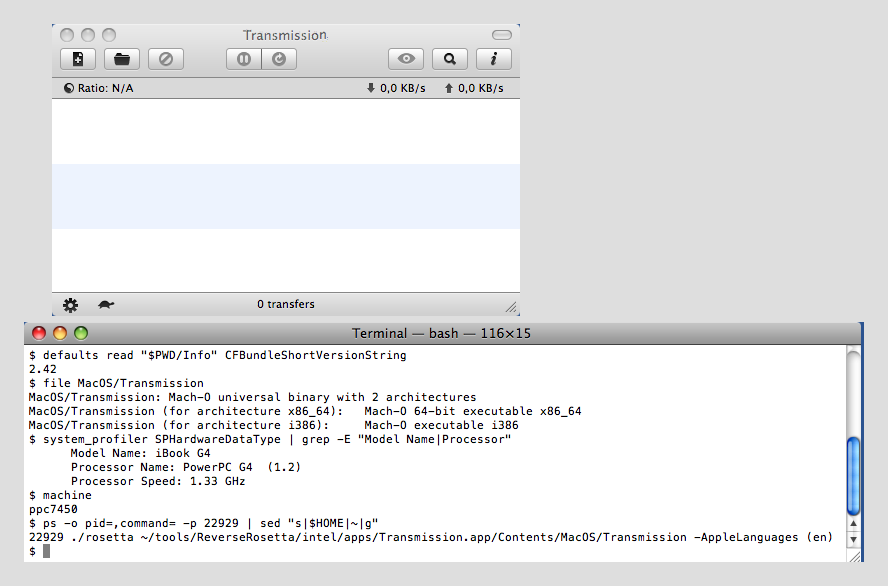 Transmission
Ratio: N/A
0,0 KB/s
0,0 KB/s
0 transfers
Terminal — bash — 116×15
$ defaults read "$PWD/Info" CFBundleShortVersionString
2.42
$ file MacOS/Transmission
MacOS/Transmission: Mach-O universal binary with 2 architectures
MacOS/Transmission (for architecture x86_64):   Mach-O 64-bit executable x86_64
MacOS/Transmission (for architecture i386):     Mach-O executable i386
$ system_profiler SPHardwareDataType | grep -E "Model Name|Processor"
      Model Name: iBook G4
      Processor Name: PowerPC G4  (1.2)
      Processor Speed: 1.33 GHz
$ machine
ppc7450
$ ps -o pid=,command= -p 22929 | sed "s|$HOME|~|g"
22929 ./rosetta ~/tools/ReverseRosetta/intel/apps/Transmission.app/Contents/MacOS/Transmission -AppleLanguages (en)
$